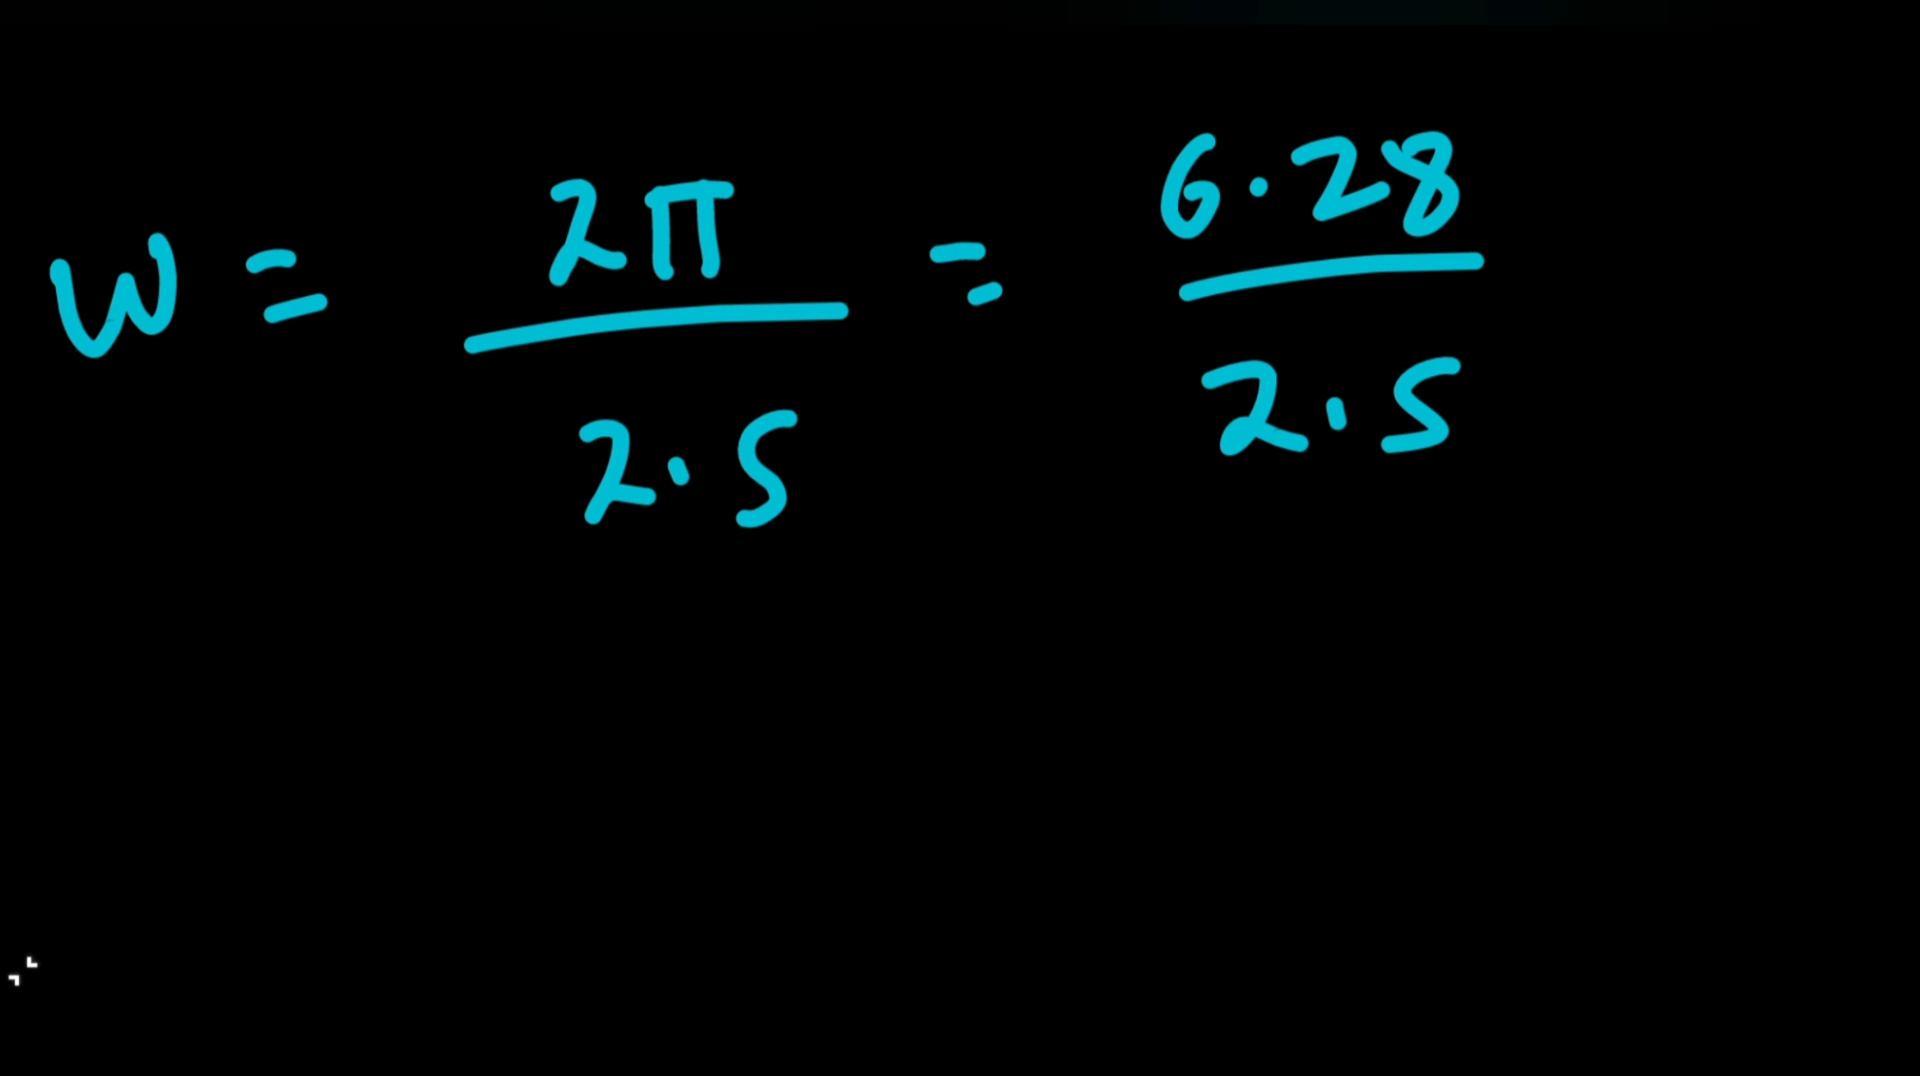 w = 2π / 2.5 = 6.28 / 2.5